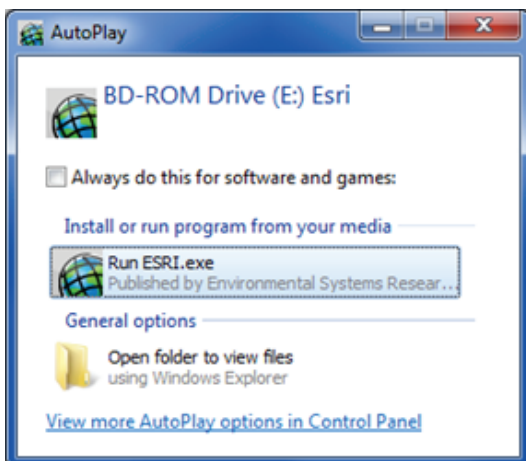 AutoPlay
BD-ROM Drive (E:) Esri
Always do this for software and games:
Install or run program from your media
Run ESRI.exe
Published by Environmental Systems Resear...
General options
Open folder to view files
using Windows Explorer
View more AutoPlay options in Control Panel